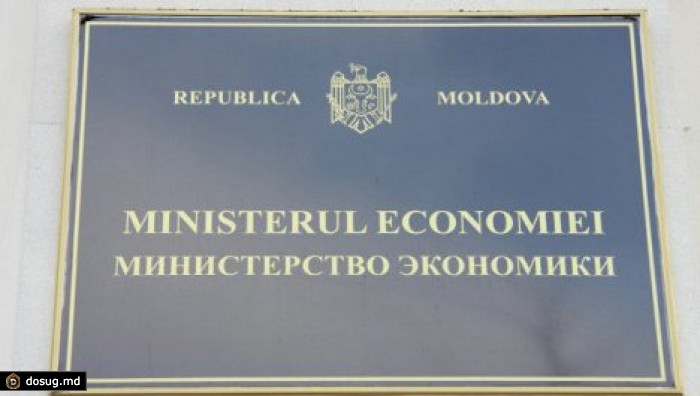 REPUBLICA MOLDOVA
MINISTERUL ECONOMIEI
МИНИСТЕРСТВО ЭКОНОМИКИ
dosug.md